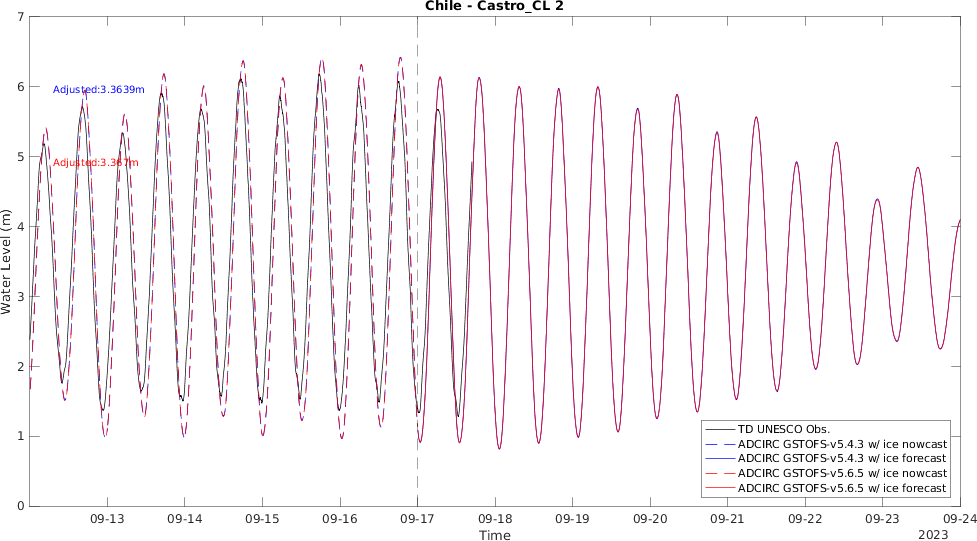 Chile - Castro_CL 2
7
6
5
4
3
2
1
0
Water Level (m)
Adjusted:3.3639m
Adjusted:3.367m
TD UNESCO Obs.
ADCIRC GSTOFS-v5.4.3 w/ ice nowcast
ADCIRC GSTOFS-v5.4.3 w/ ice forecast
ADCIRC GSTOFS-v5.6.5 w/ ice nowcast
ADCIRC GSTOFS-v5.6.5 w/ ice forecast
09-13 09-14 09-15 09-16 09-17 09-18 09-19 09-20 09-21 09-22 09-23 09-24
Time
2023